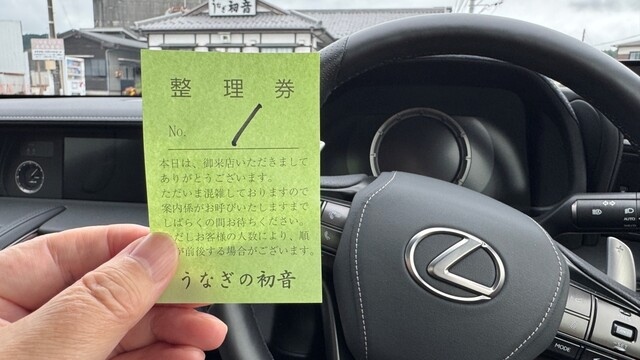 うなぎ初音
整理券
No. 1
本日は、御来店いただきまして
ありがとうございます。
ただいま混雑しておりますので
案内係がお呼びいたしますまで
しばらくの間お待ちください。
だしお客様の人数により、順
が前後する場合がございます。
うなぎの初音
AUTO
MODE